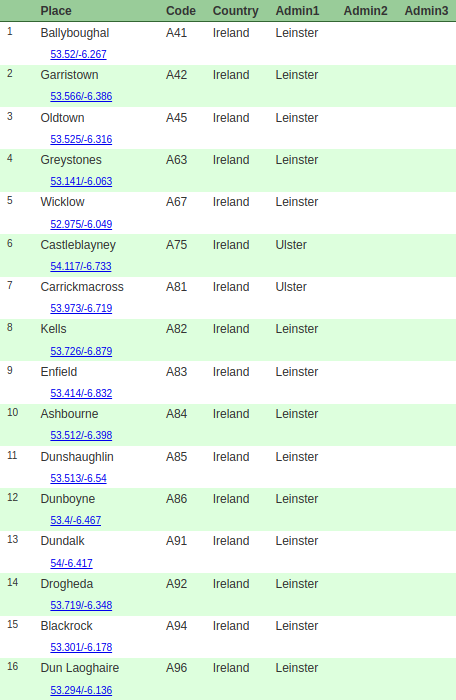 Place Code Country Admin1 Admin2 Admin3
1 Ballyboughal A41 Ireland Leinster
53.52/-6.267
2 Garristown A42 Ireland Leinster
53.566/-6.386
3 Oldtown A45 Ireland Leinster
53.525/-6.316
4 Greystones A63 Ireland Leinster
53.141/-6.063
5 Wicklow A67 Ireland Leinster
52.975/-6.049
6 Castleblayney A75 Ireland Ulster
54.117/-6.733
7 Carrickmacross A81 Ireland Ulster
53.973/-6.719
8 Kells A82 Ireland Leinster
53.726/-6.879
9 Enfield A83 Ireland Leinster
53.414/-6.832
10 Ashbourne A84 Ireland Leinster
53.512/-6.398
11 Dunshaughlin A85 Ireland Leinster
53.513/-6.54
12 Dunboyne A86 Ireland Leinster
53.4/-6.467
13 Dundalk A91 Ireland Leinster
54/-6.417
14 Drogheda A92 Ireland Leinster
53.719/-6.348
15 Blackrock A94 Ireland Leinster
53.301/-6.178
16 Dun Laoghaire A96 Ireland Leinster
53.294/-6.136